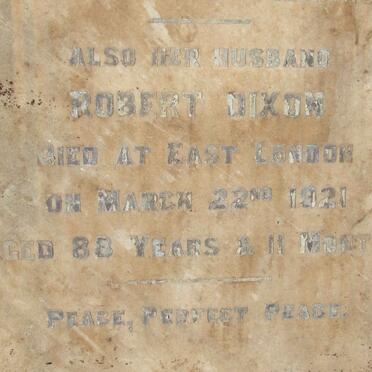 ALSO HER HUSBAND
ROBERT DIXON
DIED AT EAST LONDON
ON MARCH 22ND 1921
GED 88 YEARS & 11 MONT
PEACE, PERFECT PEACE.